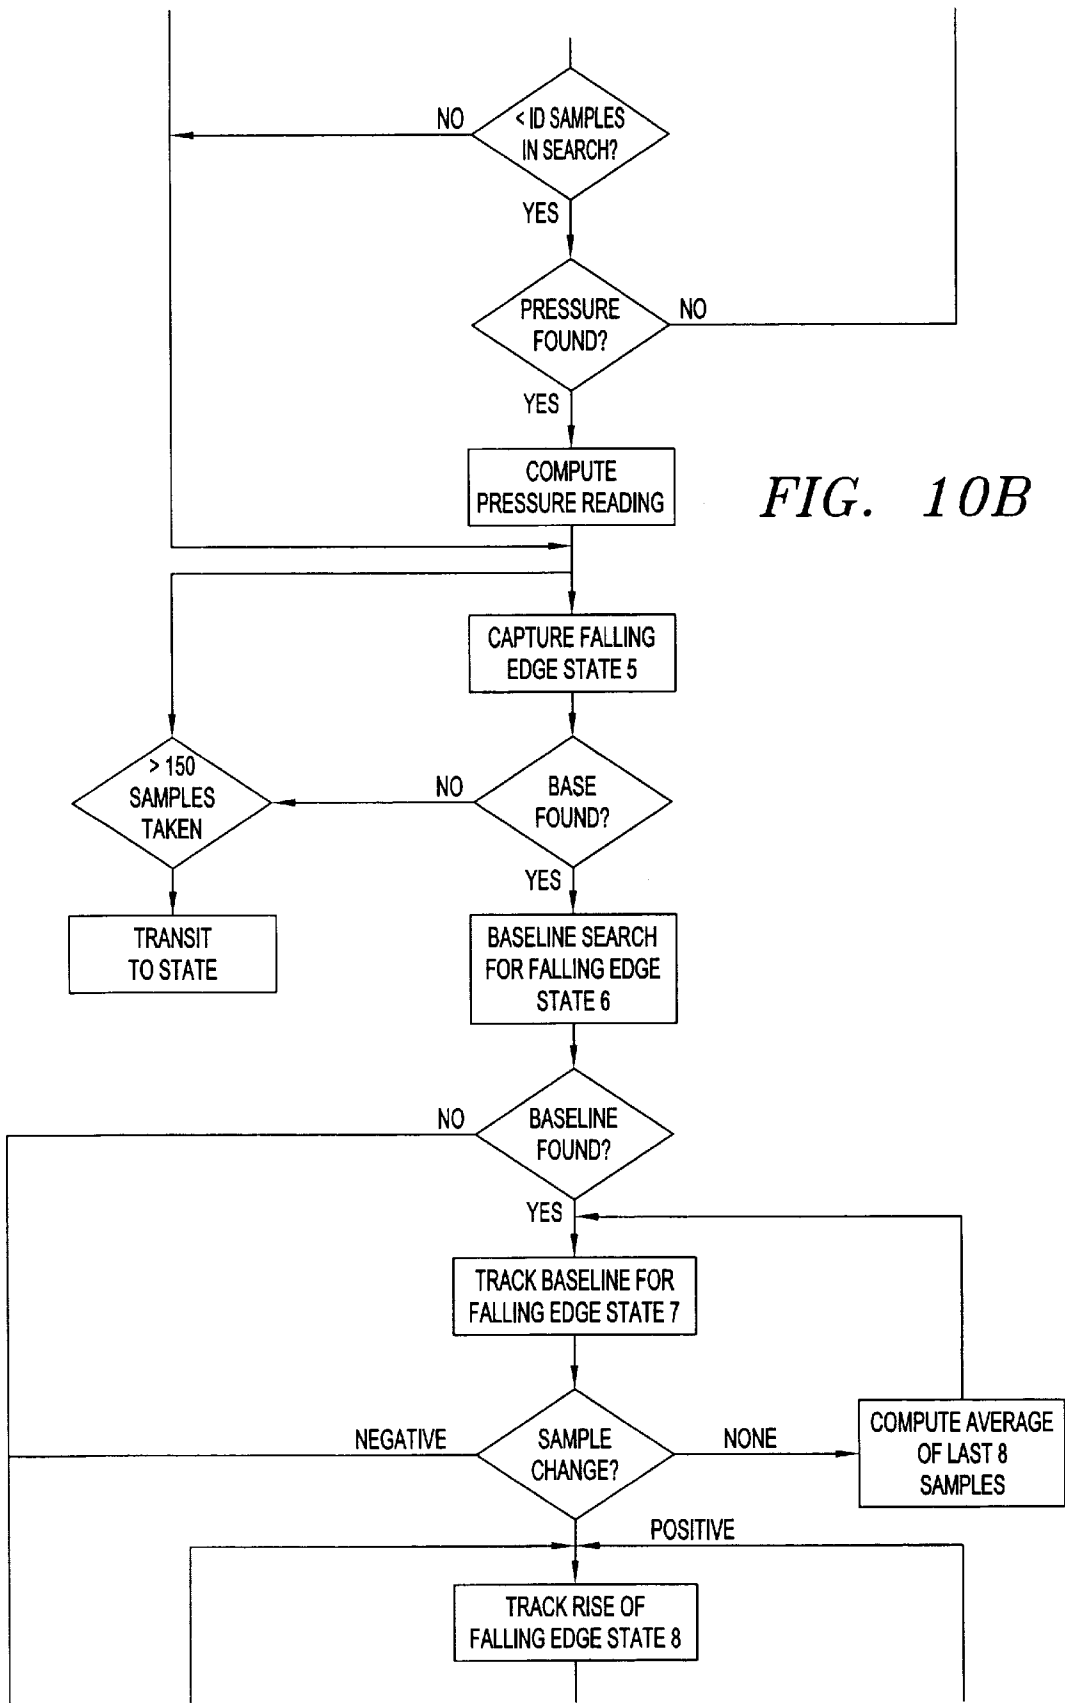 < ID SAMPLES
IN SEARCH?
NO
YES
PRESSURE
FOUND?
NO
YES
COMPUTE
PRESSURE READING
FIG. 10B
CAPTURE FALLING
EDGE STATE 5
> 150
SAMPLES
TAKEN
NO
BASE
FOUND?
YES
TRANSIT
TO STATE
BASELINE SEARCH
FOR FALLING EDGE
STATE 6
NO
BASELINE
FOUND?
YES
TRACK BASELINE FOR
FALLING EDGE STATE 7
NEGATIVE
SAMPLE
CHANGE?
NONE
COMPUTE AVERAGE
OF LAST 8
SAMPLES
POSITIVE
TRACK RISE OF
FALLING EDGE STATE 8